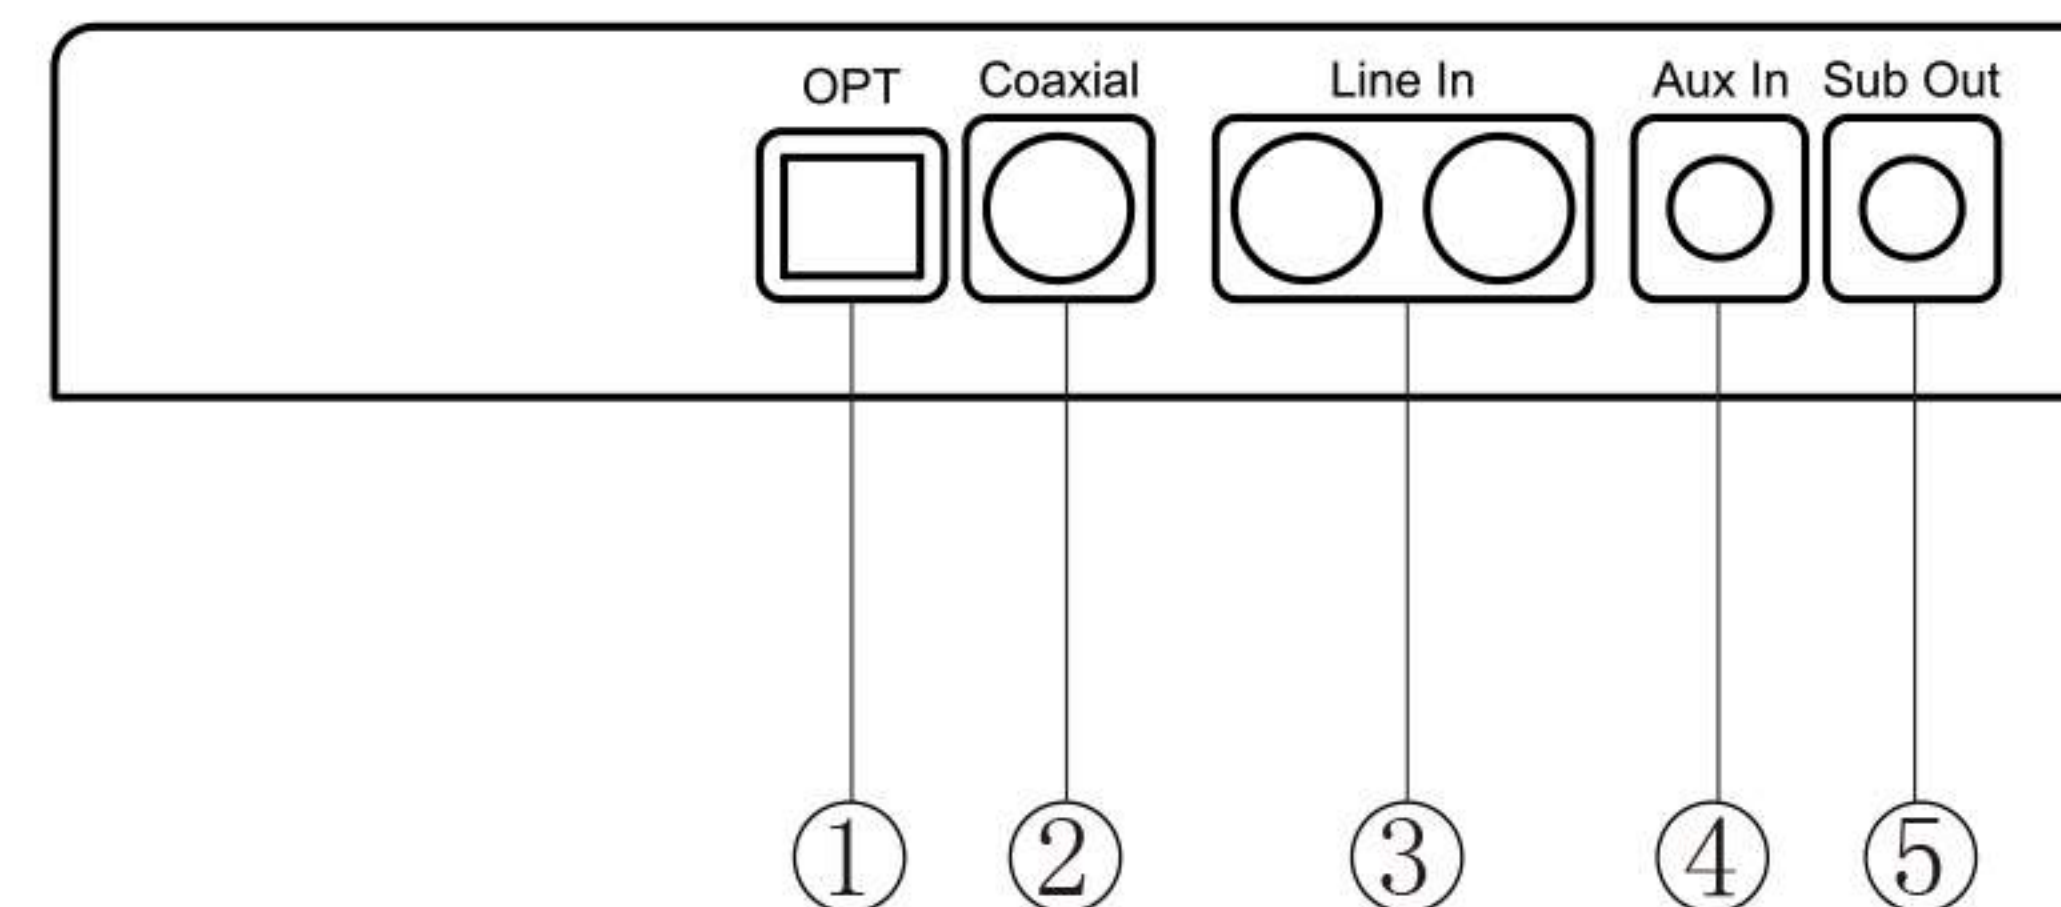 OPT Coaxial Line In Aux In Sub Out
① ② ③ ④ ⑤